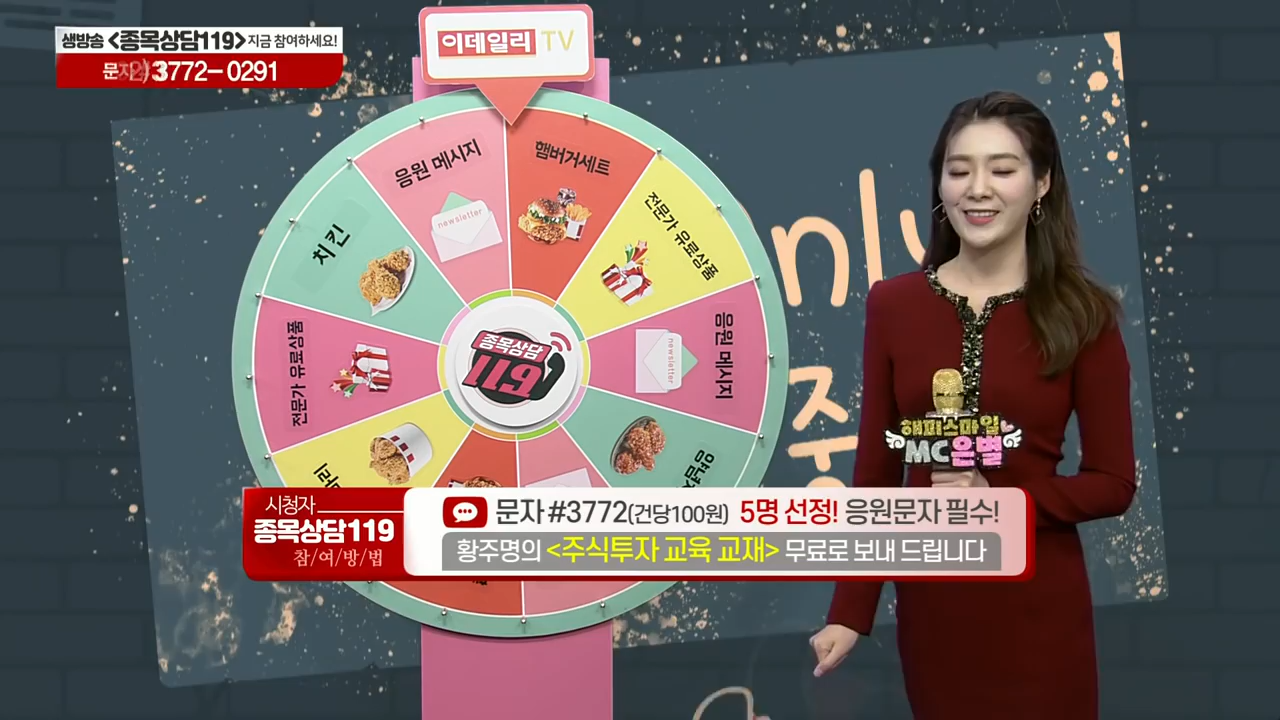 생방송 <종목상담119> 지금 참여하세요!
3772-0291
이데일리 TV
응원 메시지
newsletter
햄버거세트
전문가 유료상품
치킨
응원 메시지
newsletter
전문가 유료상품
종목상담
119
nly
주
해피스마일
MC은별
시청자
종목상담119
참/여/방/법
문자 #3772(건당100원) 5명 선정! 응원문자 필수!
황주명의 <주식투자 교육 교재> 무료로 보내 드립니다